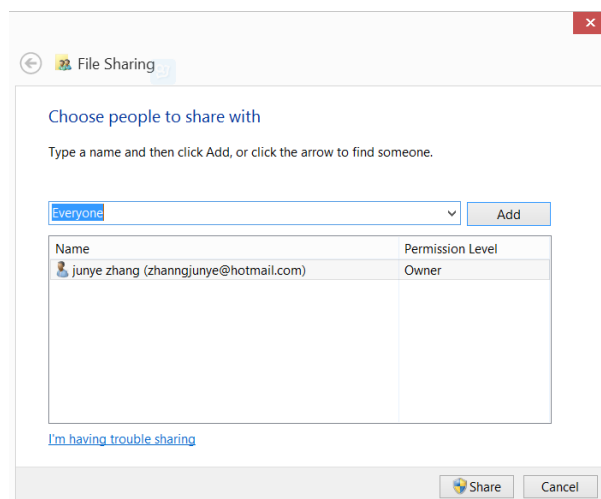 File Sharing
Choose people to share with
Type a name and then click Add, or click the arrow to find someone.
Everyone
Add
Name Permission Level
junye zhang (zhanngjunye@hotmail.com) Owner
I'm having trouble sharing
Share Cancel